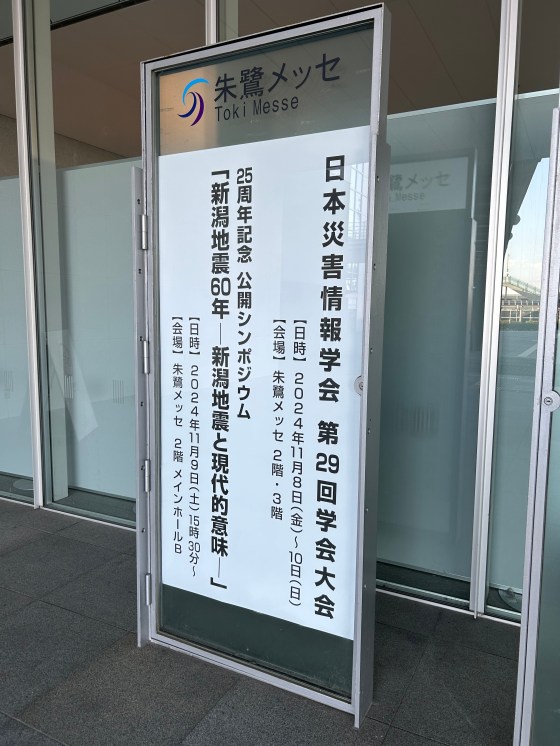 朱鷺メッセ
Toki Messe
日本災害情報学会 第29回学会大会
【日時】2024年11月8日(金)～10日(日)
【会場】朱鷺メッセ 2階・3階
25周年記念 公開シンポジウム
「新潟地震60年―新潟地震と現代的意味―」
【日時】2024年11月9日(土)15時30分～
【会場】朱鷺メッセ 2階 メインホールB
鷺メッセ
Messe